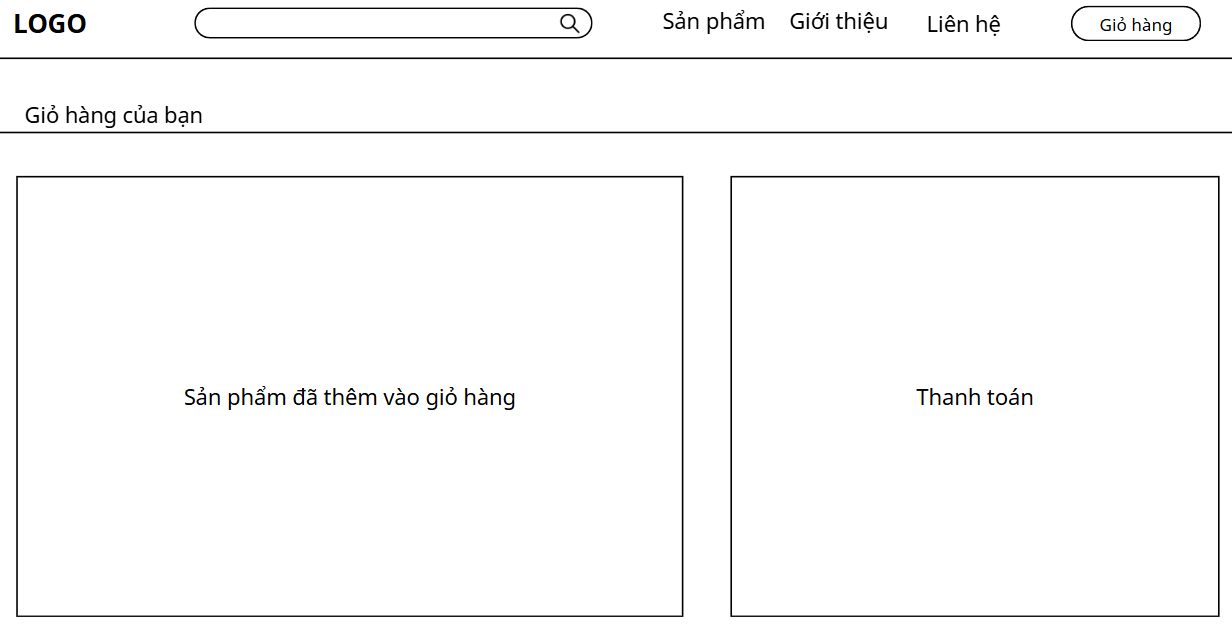 LOGO
Sản phẩm
Giới thiệu
Liên hệ
Giỏ hàng
Giỏ hàng của bạn
Sản phẩm đã thêm vào giỏ hàng
Thanh toán